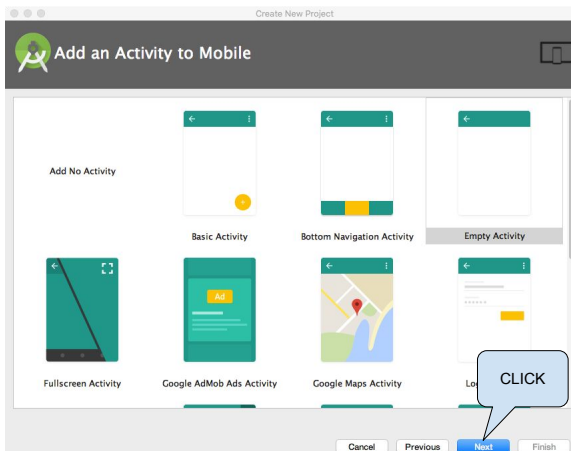 Create New Project
Add an Activity to Mobile
Add No Activity
Basic Activity
Bottom Navigation Activity
Empty Activity
Ad
Fullscreen Activity
Google AdMob Ads Activity
Google Maps Activity
CLICK
Cancel
Previous
Next
Finish